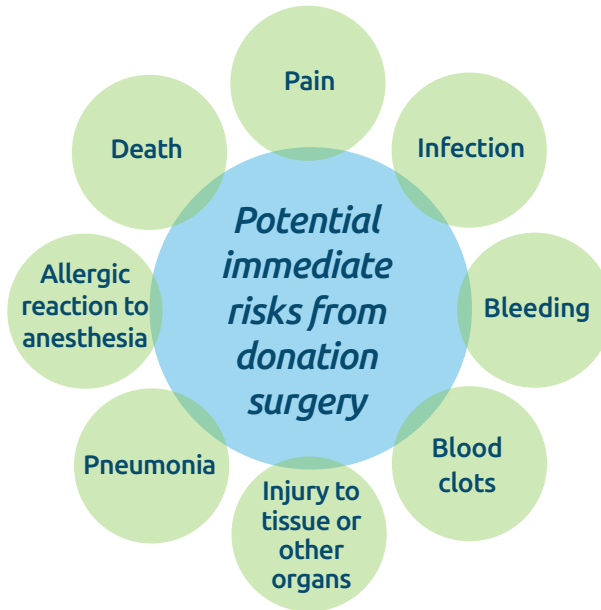 Potential
immediate
risks from
donation
surgery
Pain
Infection
Bleeding
Blood
clots
Injury to
tissue or
other
organs
Pneumonia
Allergic
reaction to
anesthesia
Death